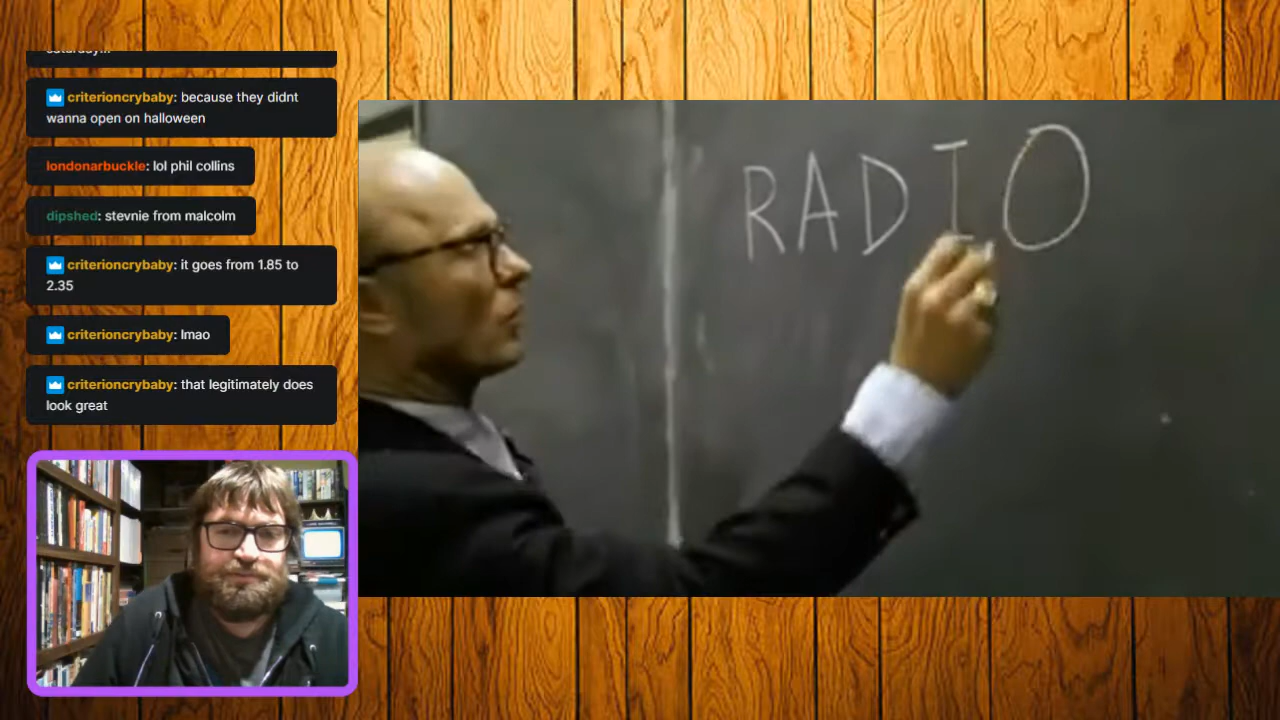 criterioncrybaby: because they didnt
wanna open on halloween
londonarbuckle: lol phil collins
dipshed: stevnie from malcolm
criterioncrybaby: it goes from 1.85 to
2.35
criterioncrybaby: lmao
criterioncrybaby: that legitimately does
look great
RADIO